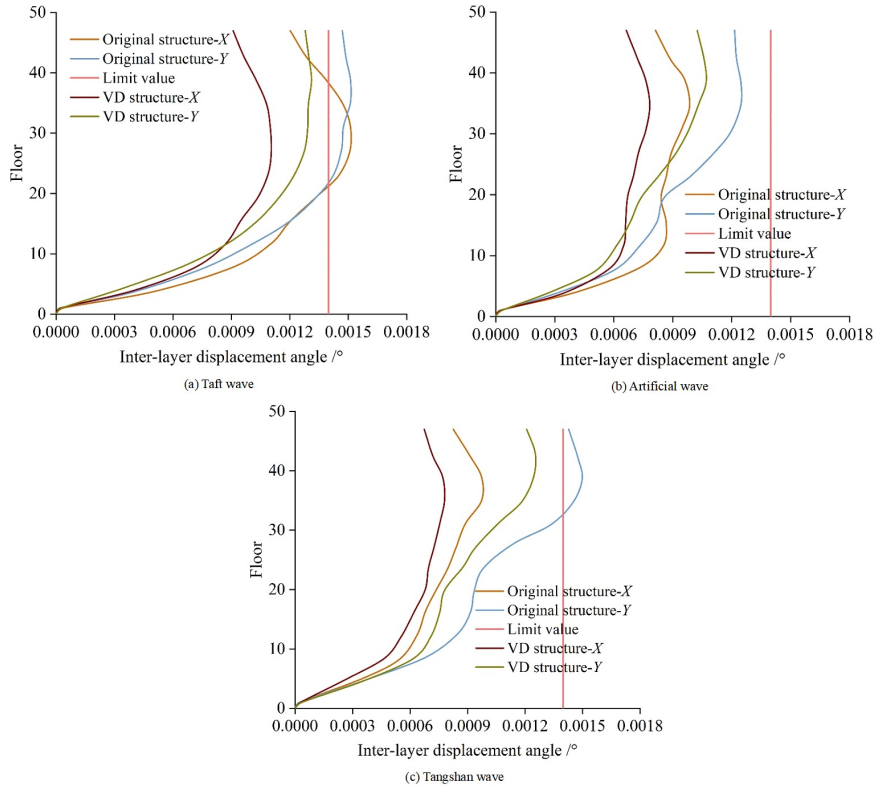 50
40
30
20
10
0
Floor
Original structure-X
Original structure-Y
Limit value
VD structure-X
VD structure-Y
0.0000 0.0003 0.0006 0.0009 0.0012 0.0015 0.0018
Inter-layer displacement angle /°
(a) Taft wave
50
40
30
20
10
0
Floor
Original structure-X
Original structure-Y
Limit value
VD structure-X
VD structure-Y
0.0000 0.0003 0.0006 0.0009 0.0012 0.0015 0.0018
Inter-layer displacement angle /°
(b) Artificial wave
50
40
30
20
10
0
Floor
Original structure-X
Original structure-Y
Limit value
VD structure-X
VD structure-Y
0.0000 0.0003 0.0006 0.0009 0.0012 0.0015 0.0018
Inter-layer displacement angle /°
(c) Tangshan wave